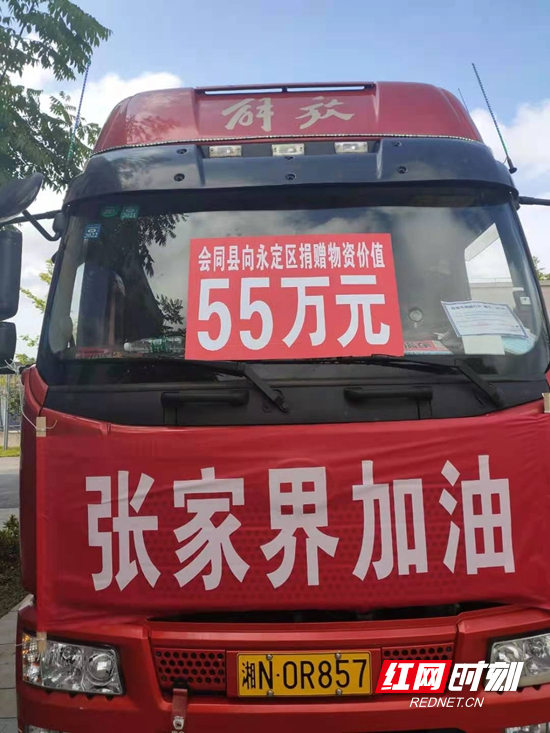 解放
会同县向永定区捐赠物资价值
55万元
张家界加油
湘N·0R857
红网时刻
REDNET.CN